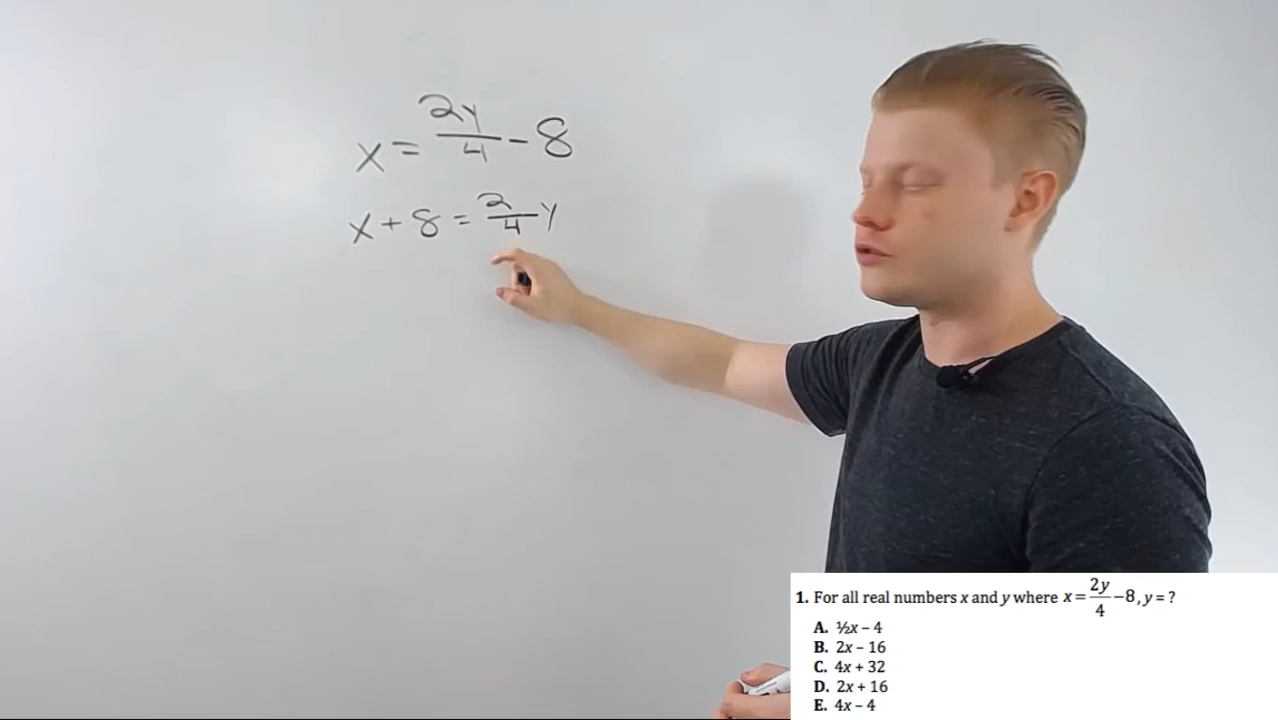 x = 2y/4 - 8
x + 8 = 2/4 y
1. For all real numbers x and y where x = 2y/4 - 8, y = ?
A. ½x - 4
B. 2x - 16
C. 4x + 32
D. 2x + 16
E. 4x - 4